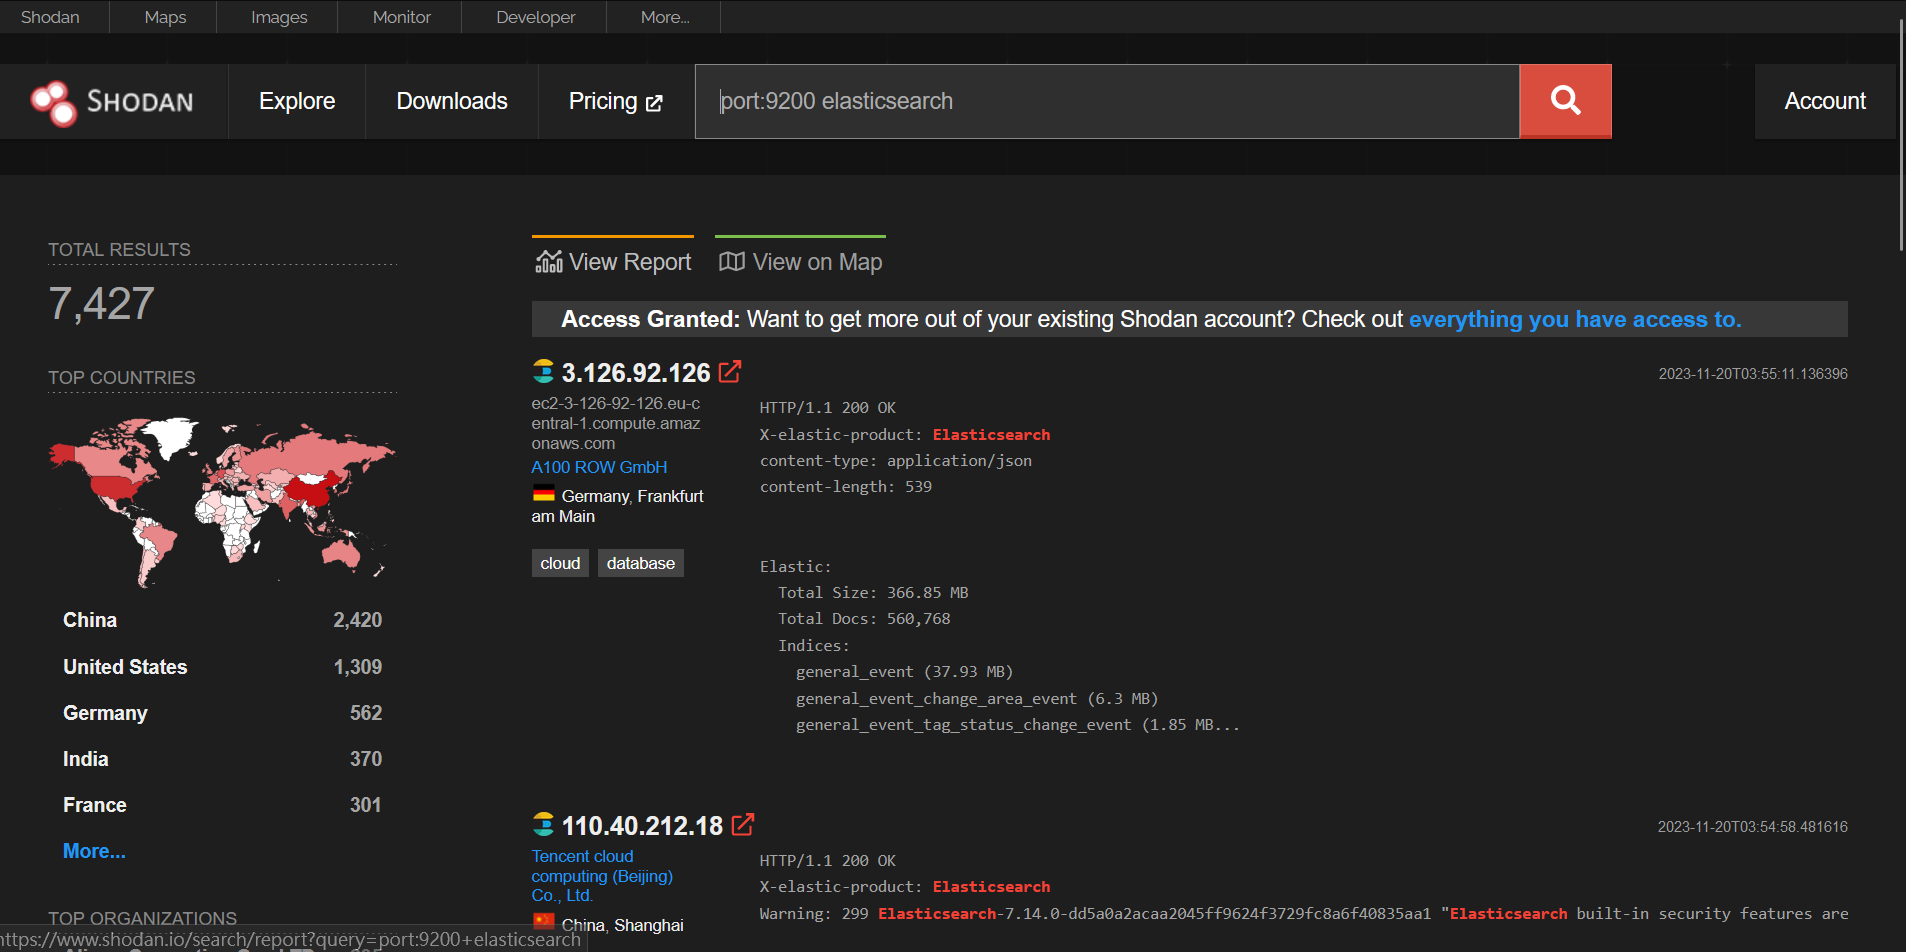 Shodan
Maps
Images
Monitor
Developer
More...
SHODAN
Explore
Downloads
Pricing
port:9200 elasticsearch
Account
TOTAL RESULTS
7,427
TOP COUNTRIES
China 2,420
United States 1,309
Germany 562
India 370
France 301
More...
TOP ORGANIZATIONS
View Report
View on Map
Access Granted: Want to get more out of your existing Shodan account? Check out everything you have access to.
3.126.92.126
2023-11-20T03:55:11.136396
ec2-3-126-92-126.eu-c
entral-1.compute.amaz
onaws.com
A100 ROW GmbH
Germany, Frankfurt
am Main
cloud
database
HTTP/1.1 200 OK
X-elastic-product: Elasticsearch
content-type: application/json
content-length: 539
Elastic:
Total Size: 366.85 MB
Total Docs: 560,768
Indices:
general_event (37.93 MB)
general_event_change_area_event (6.3 MB)
general_event_tag_status_change_event (1.85 MB...
110.40.212.18
2023-11-20T03:54:58.481616
Tencent cloud
computing (Beijing)
Co., Ltd.
China, Shanghai
HTTP/1.1 200 OK
X-elastic-product: Elasticsearch
Warning: 299 Elasticsearch-7.14.0-dd5a0a2acaa2045ff9624f3729fc8a6f40835aa1 "Elasticsearch built-in security features are
https://www.shodan.io/search/report?query=port:9200+elasticsearch